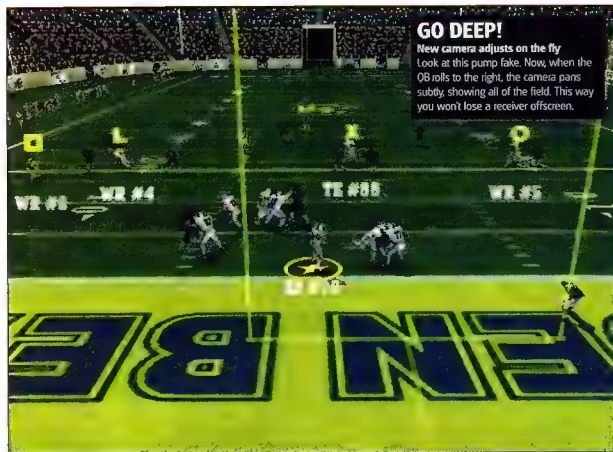 GO DEEP!
New camera adjusts on the fly
Look at this pump fake. Now, when the
QB rolls to the right, the camera pans
subtly, showing all of the field. This way
you won't lose a receiver offscreen.
L X O
WR #4 TE #88 WR #5
EN BE